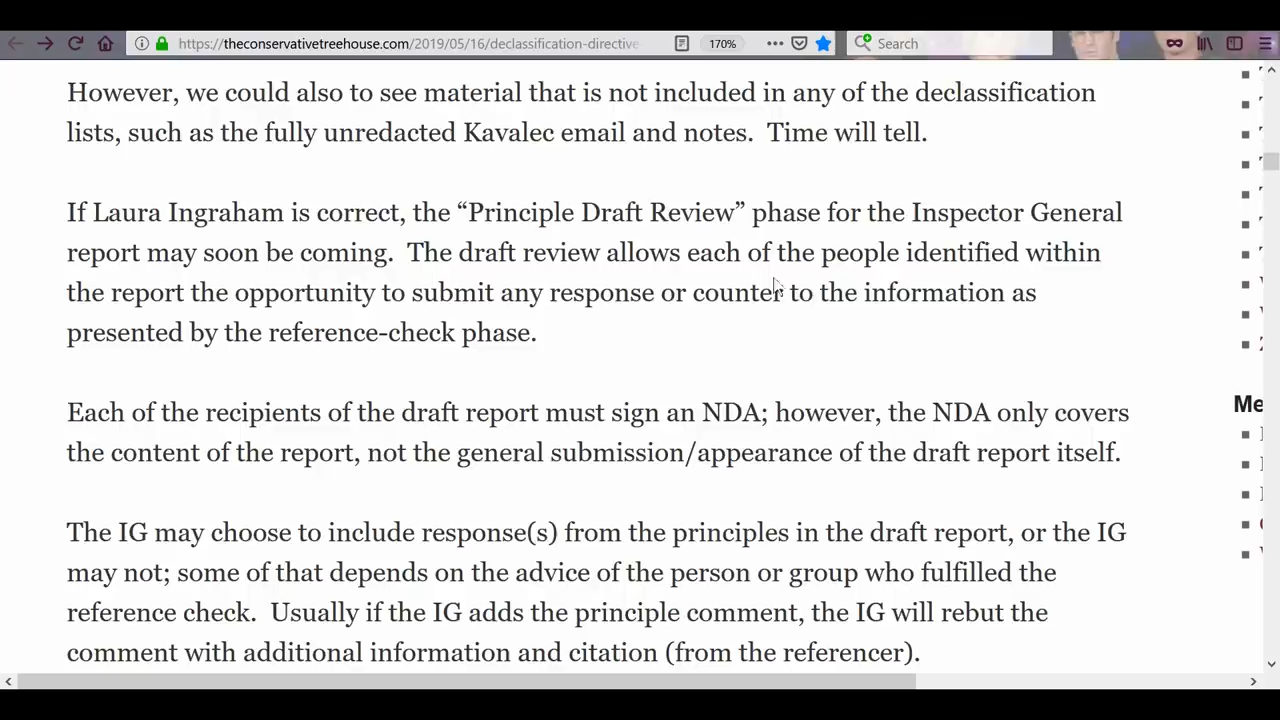 https://theconservativetreehouse.com/2019/05/16/declassification-directive
170%
Search
However, we could also to see material that is not included in any of the declassification
lists, such as the fully unredacted Kavalec email and notes.  Time will tell.
If Laura Ingraham is correct, the “Principle Draft Review” phase for the Inspector General
report may soon be coming.  The draft review allows each of the people identified within
the report the opportunity to submit any response or counter to the information as
presented by the reference-check phase.
Each of the recipients of the draft report must sign an NDA; however, the NDA only covers
the content of the report, not the general submission/appearance of the draft report itself.
The IG may choose to include response(s) from the principles in the draft report, or the IG
may not; some of that depends on the advice of the person or group who fulfilled the
reference check.  Usually if the IG adds the principle comment, the IG will rebut the
comment with additional information and citation (from the referencer).
Me